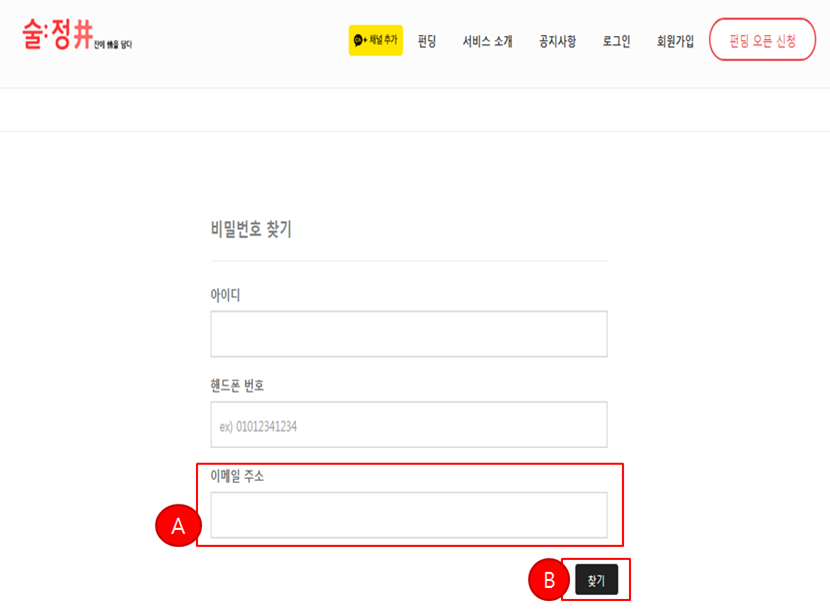 술:정井 잔에 情을 담다
채널 추가
펀딩
서비스 소개
공지사항
로그인
회원가입
펀딩 오픈 신청
비밀번호 찾기
아이디
핸드폰 번호
ex) 01012341234
이메일 주소
A
B
찾기